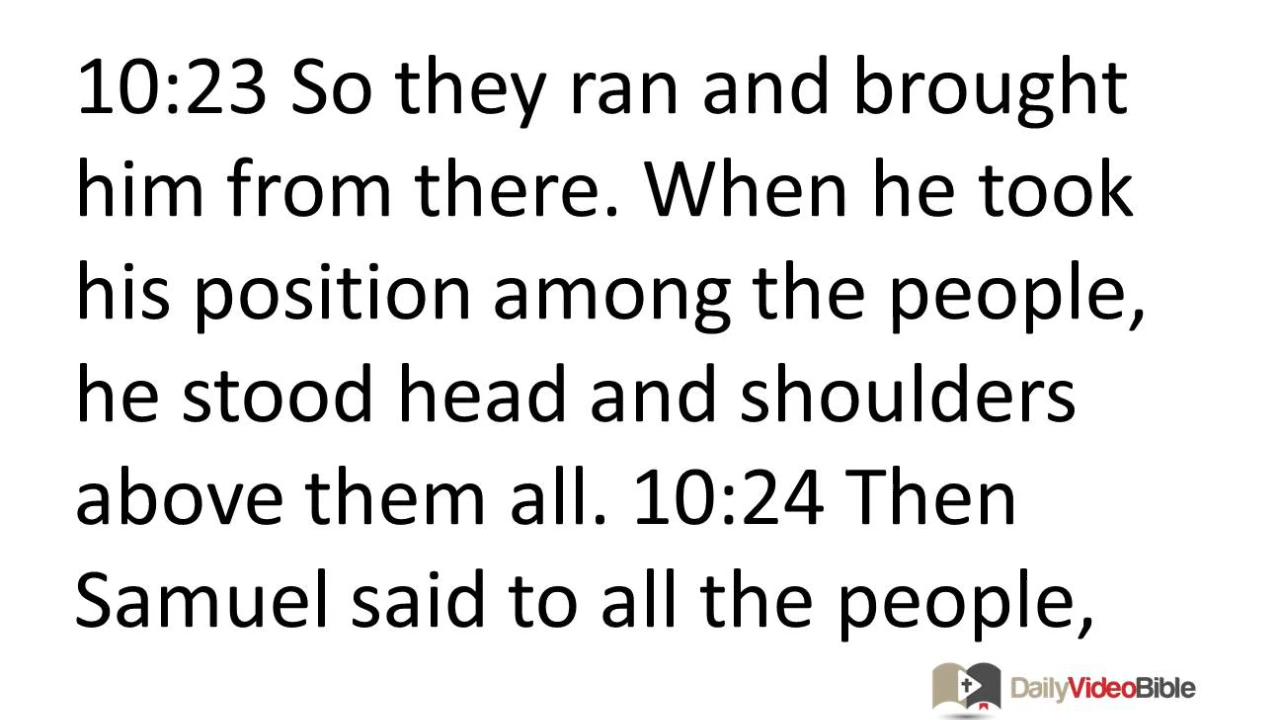 10:23 So they ran and brought
him from there. When he took
his position among the people,
he stood head and shoulders
above them all. 10:24 Then
Samuel said to all the people,
DailyVideoBible